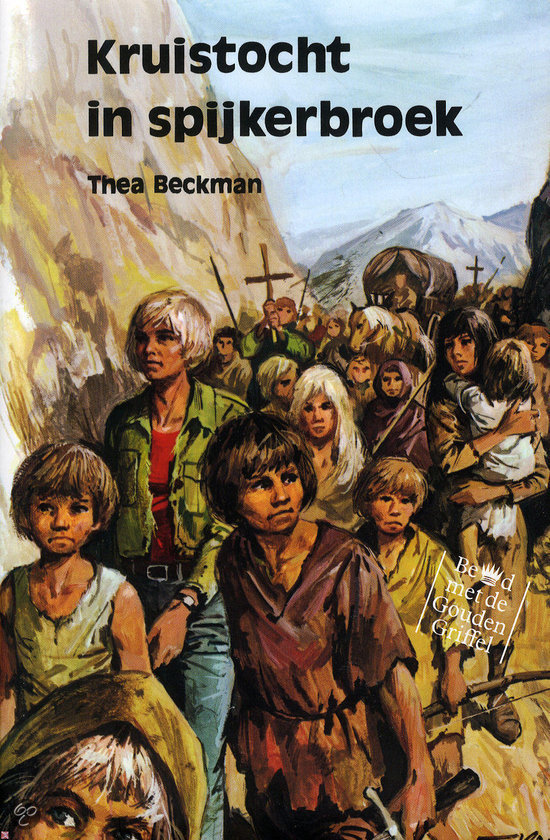 Kruistocht
in spijkerbroek
Thea Beckman
Be d
met de
Gouden
Griffel